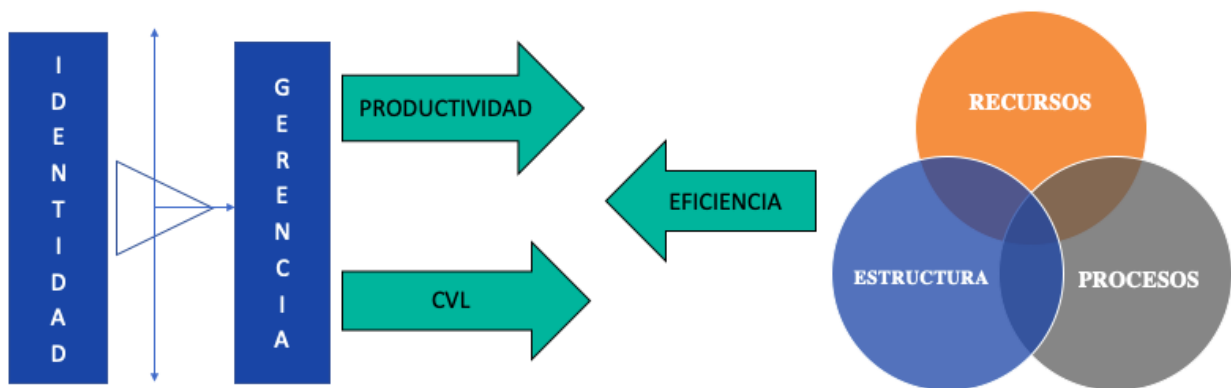 IDENTIDAD
GERENCIA
PRODUCTIVIDAD
CVL
EFICIENCIA
RECURSOS
ESTRUCTURA
PROCESOS